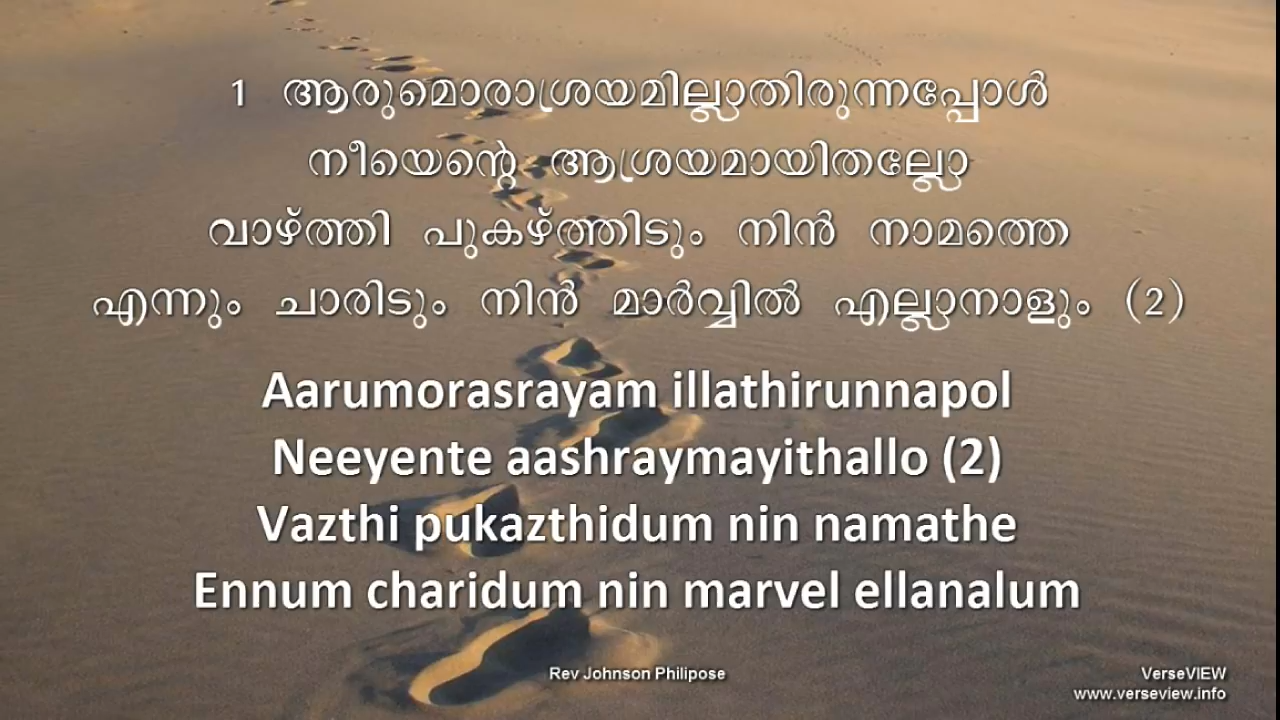 1 ആരുമൊരാശ്രയമില്ലാതിരുന്നപ്പോൾ
നീയെന്റെ ആശ്രയമായിതല്ലോ
വാഴ്ത്തി പുകഴ്ത്തിടും നിൻ നാമത്തെ
എന്നും ചാരിടും നിൻ മാർവ്വിൽ എല്ലാനാളും (2)
Aarumorasrayam illathirunnapol
Neeyente aashraymayithallo (2)
Vazthi pukazthidum nin namathe
Ennum charidum nin marvel ellanalum
Rev Johnson Philipose
VerseVIEW
www.verseview.info